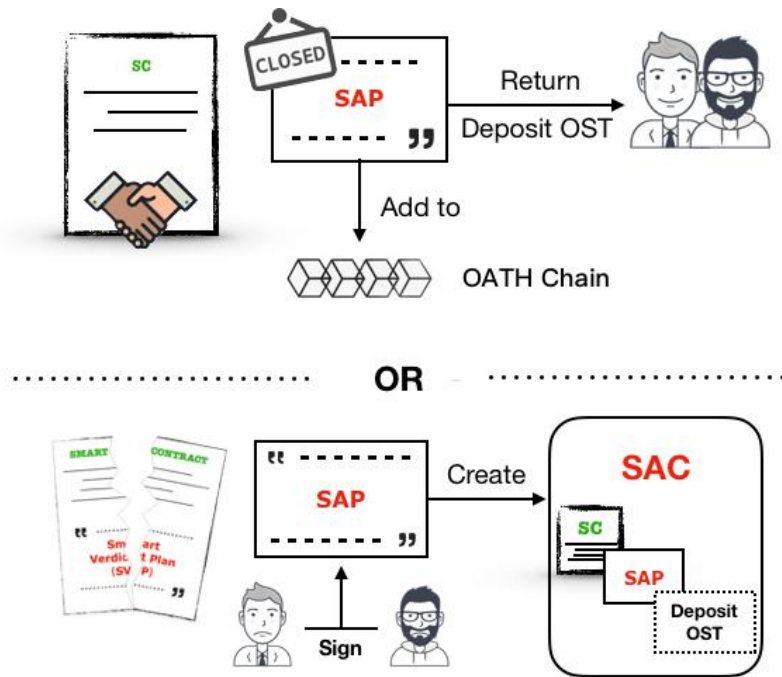 SC
CLOSED
SAP
Return
Deposit OST
Add to
OATH Chain
OR
SMART CONTRACT
Smart
Verdict Plan
(SVP)
SAP
Sign
Create
SAC
SC
SAP
Deposit
OST